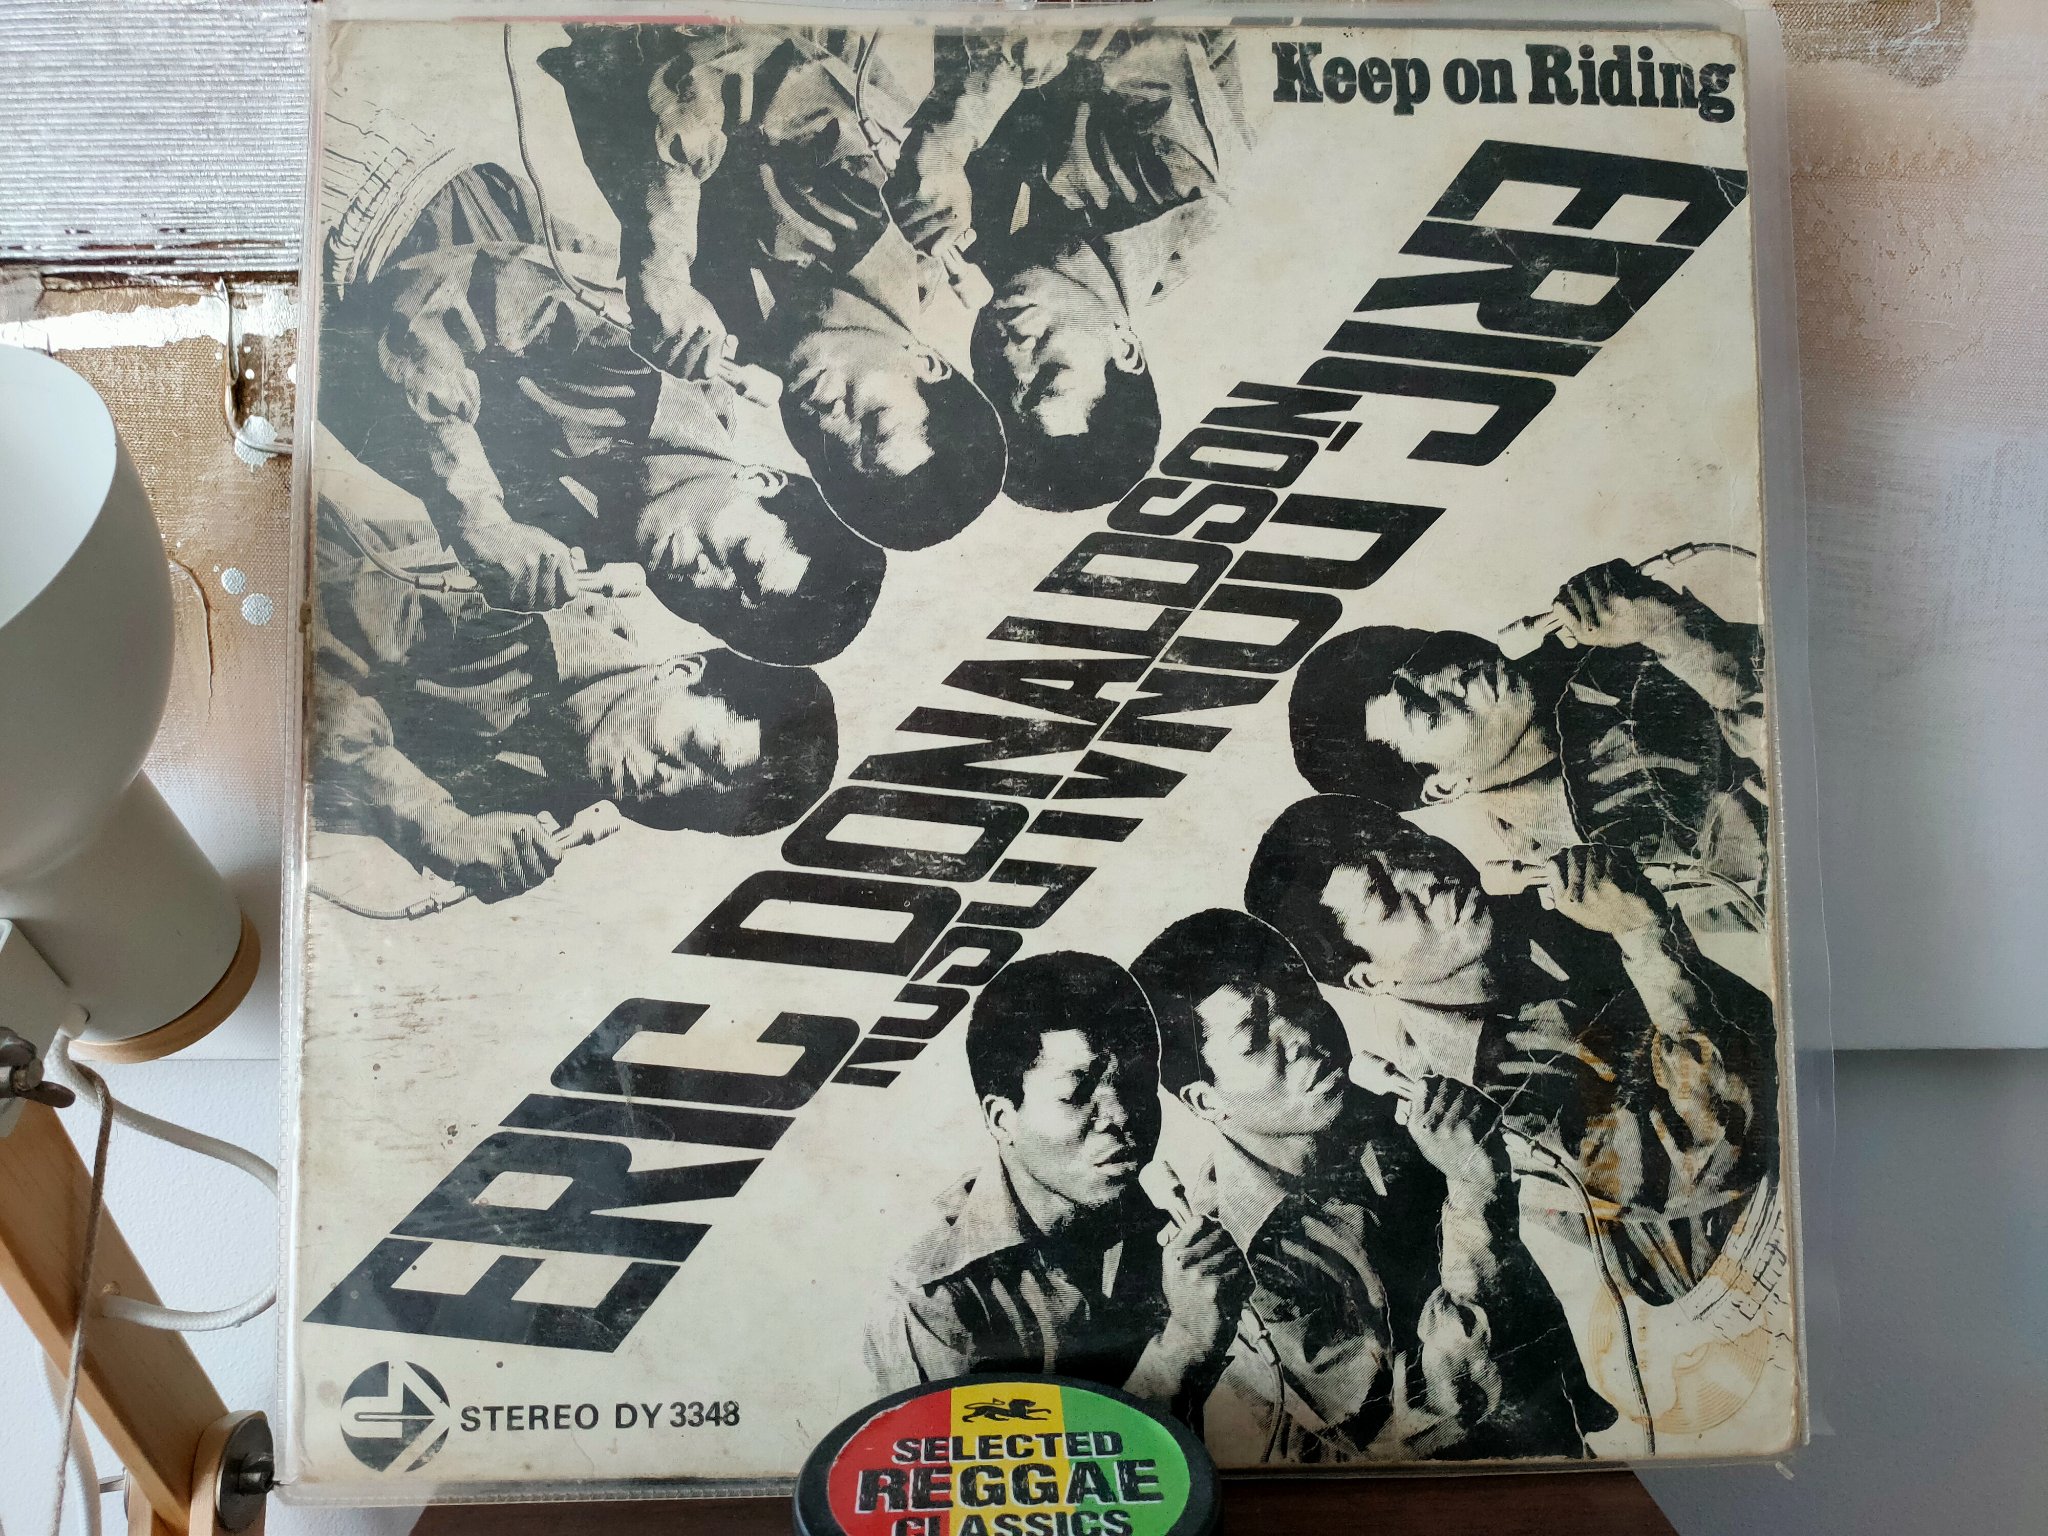 Keep on Riding
ERIC DONALDSON
ERIC DONALDSON
STEREO DY 3348
SELECTED
REGGAE
CLASSICS